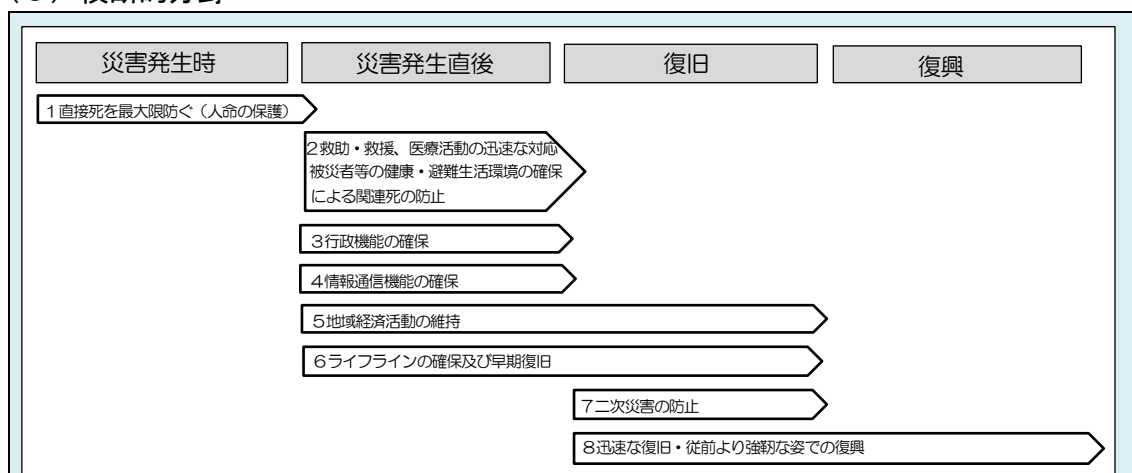 災害発生時
災害発生直後
復旧
復興
1直接死を最大限防ぐ（人命の保護）
2救助・救援、医療活動の迅速な対応
被災者等の健康・避難生活環境の確保
による関連死の防止
3行政機能の確保
4情報通信機能の確保
5地域経済活動の維持
6ライフラインの確保及び早期復旧
7二次災害の防止
8迅速な復旧・従前より強靭な姿での復興